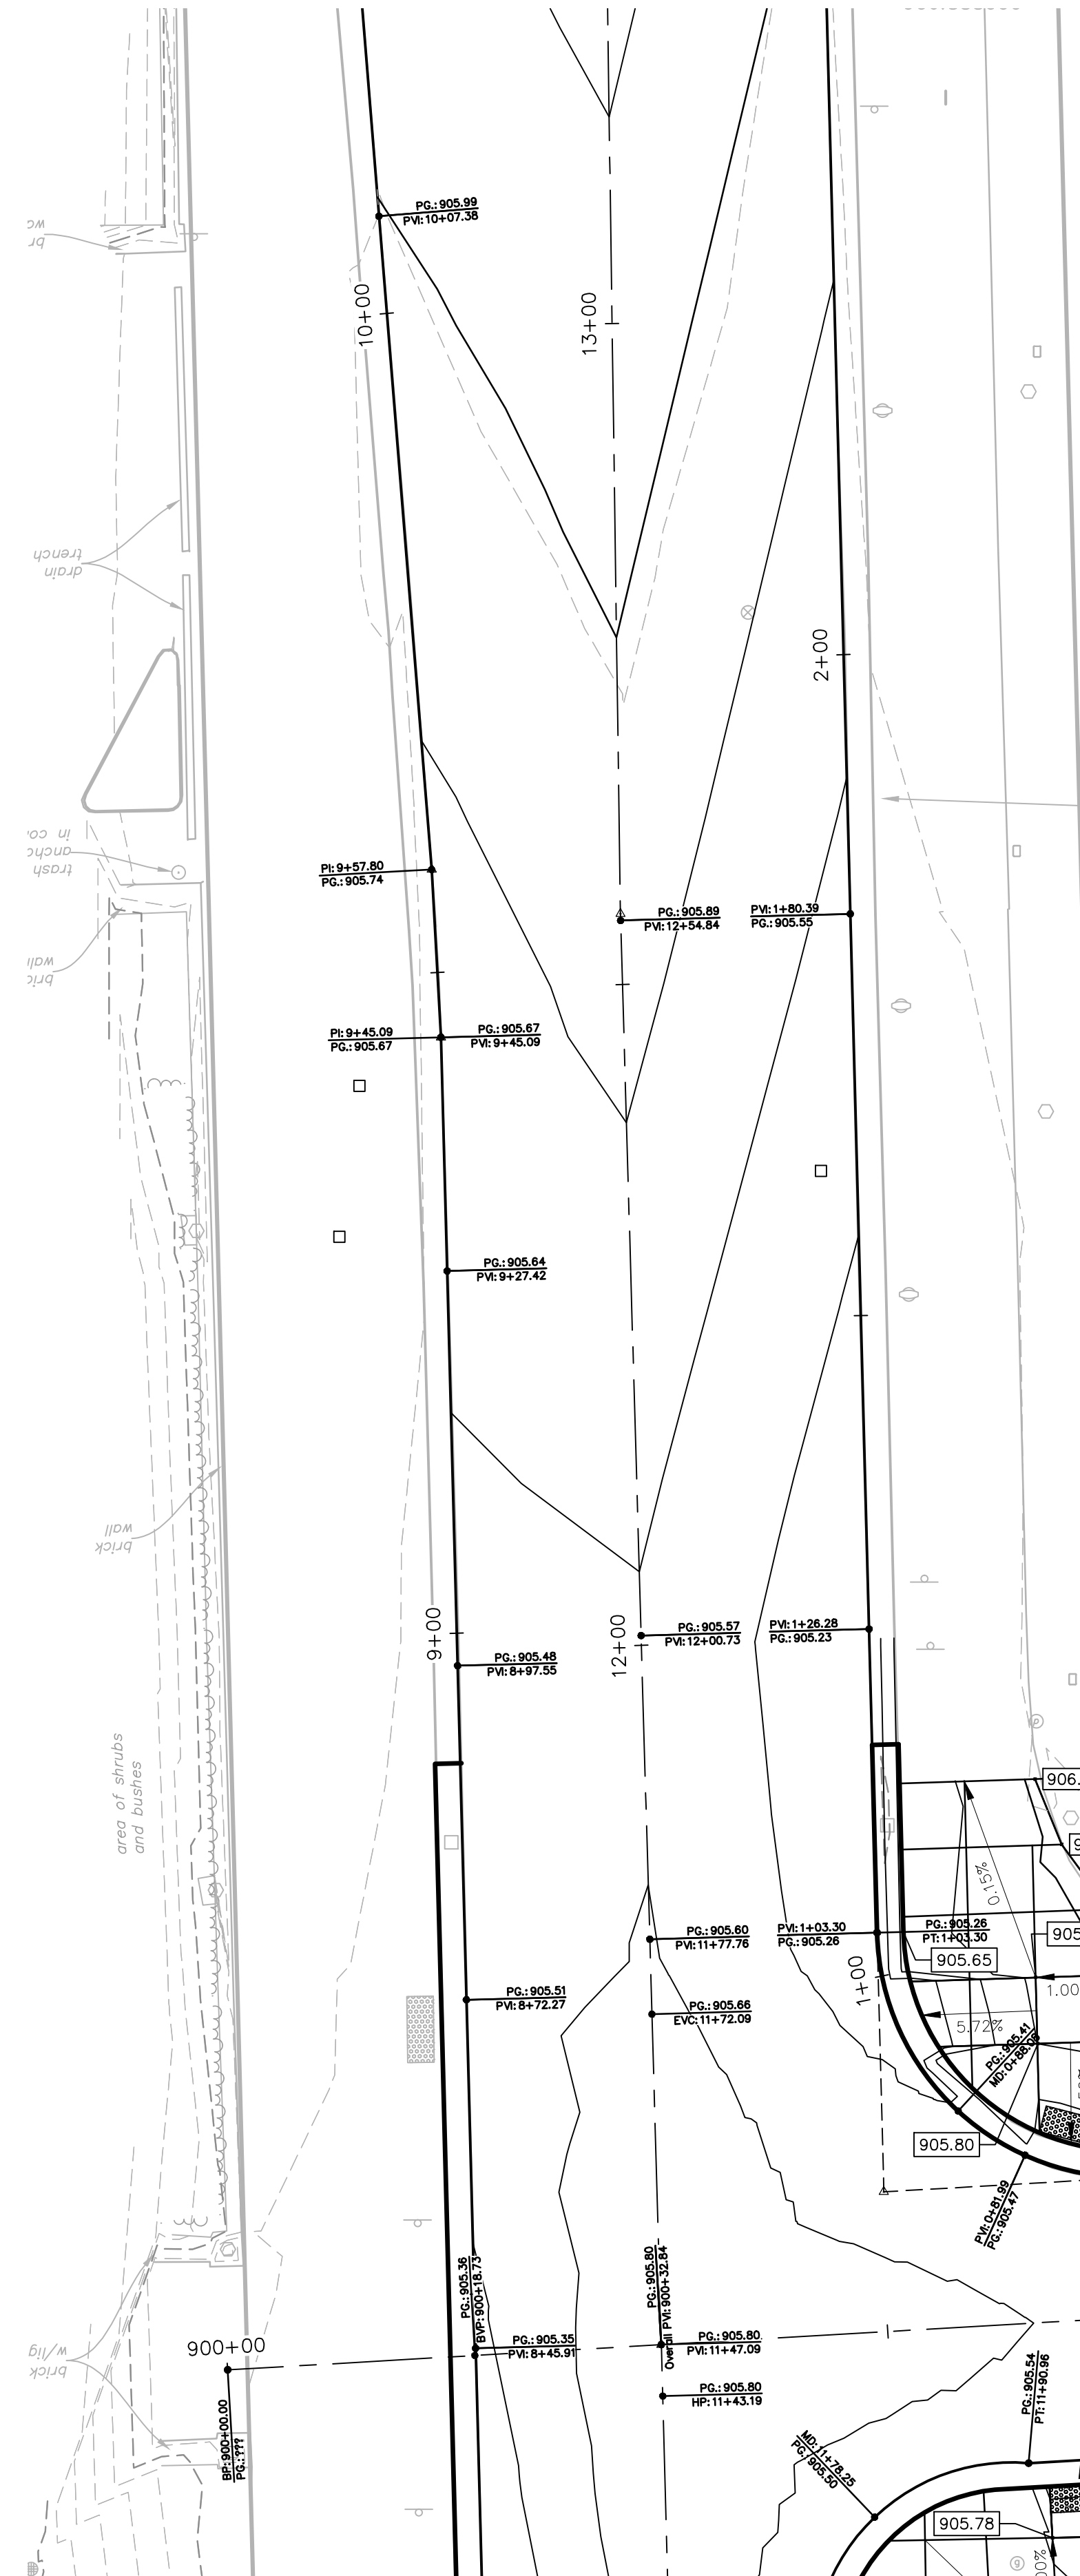 PG.: 905.99
PVI: 10+07.38
10+00
13+00
trench
drain
2+00
trash
in co.
ancho
PI: 9+57.80
PG.: 905.74
PG.: 905.89
PVI: 12+54.84
PVI: 1+80.39
PG.: 905.55
PI: 9+45.09
PG.: 905.67
PG.: 905.67
PVI: 9+45.09
PG.: 905.64
PVI: 9+27.42
brick
wall
9+00
12+00
PG.: 905.57
PVI: 12+00.73
PVI: 1+26.28
PG.: 905.23
PG.: 905.48
PVI: 8+97.55
area of shrubs
and bushes
906.
0.15%
PG.: 905.60
PVI: 11+77.76
PVI: 1+03.30
PG.: 905.26
PG.: 905.26
PT: 1+03.30
905
905.65
1+00
1.00
PG.: 905.51
PVI: 8+72.27
PG.: 905.66
EVC: 11+72.09
5.72%
PG.: 905.41
MD: 0+88.08
905.80
PVI: 0+81.99
PG.: 905.47
PG.: 905.36
BVP: 900+18.73
PG.: 905.80
Overall PVI: 900+32.84
900+00
PG.: 905.35
PVI: 8+45.91
PG.: 905.80
PVI: 11+47.09
w/lig
brick
PG.: 905.80
HP: 11+43.19
PG.: 905.54
PT: 11+90.96
BP: 900+00.00
PG.: ???
MD: 11+78.25
PG.: 905.50
905.78